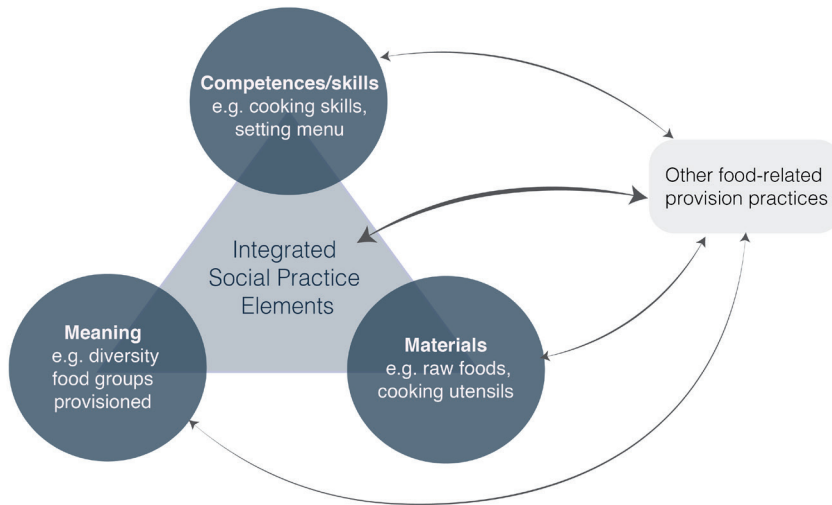 Competences/skills
e.g. cooking skills,
setting menu
Other food-related
provision practices
Integrated
Social Practice
Elements
Meaning
e.g. diversity
food groups
provisioned
Materials
e.g. raw foods,
cooking utensils